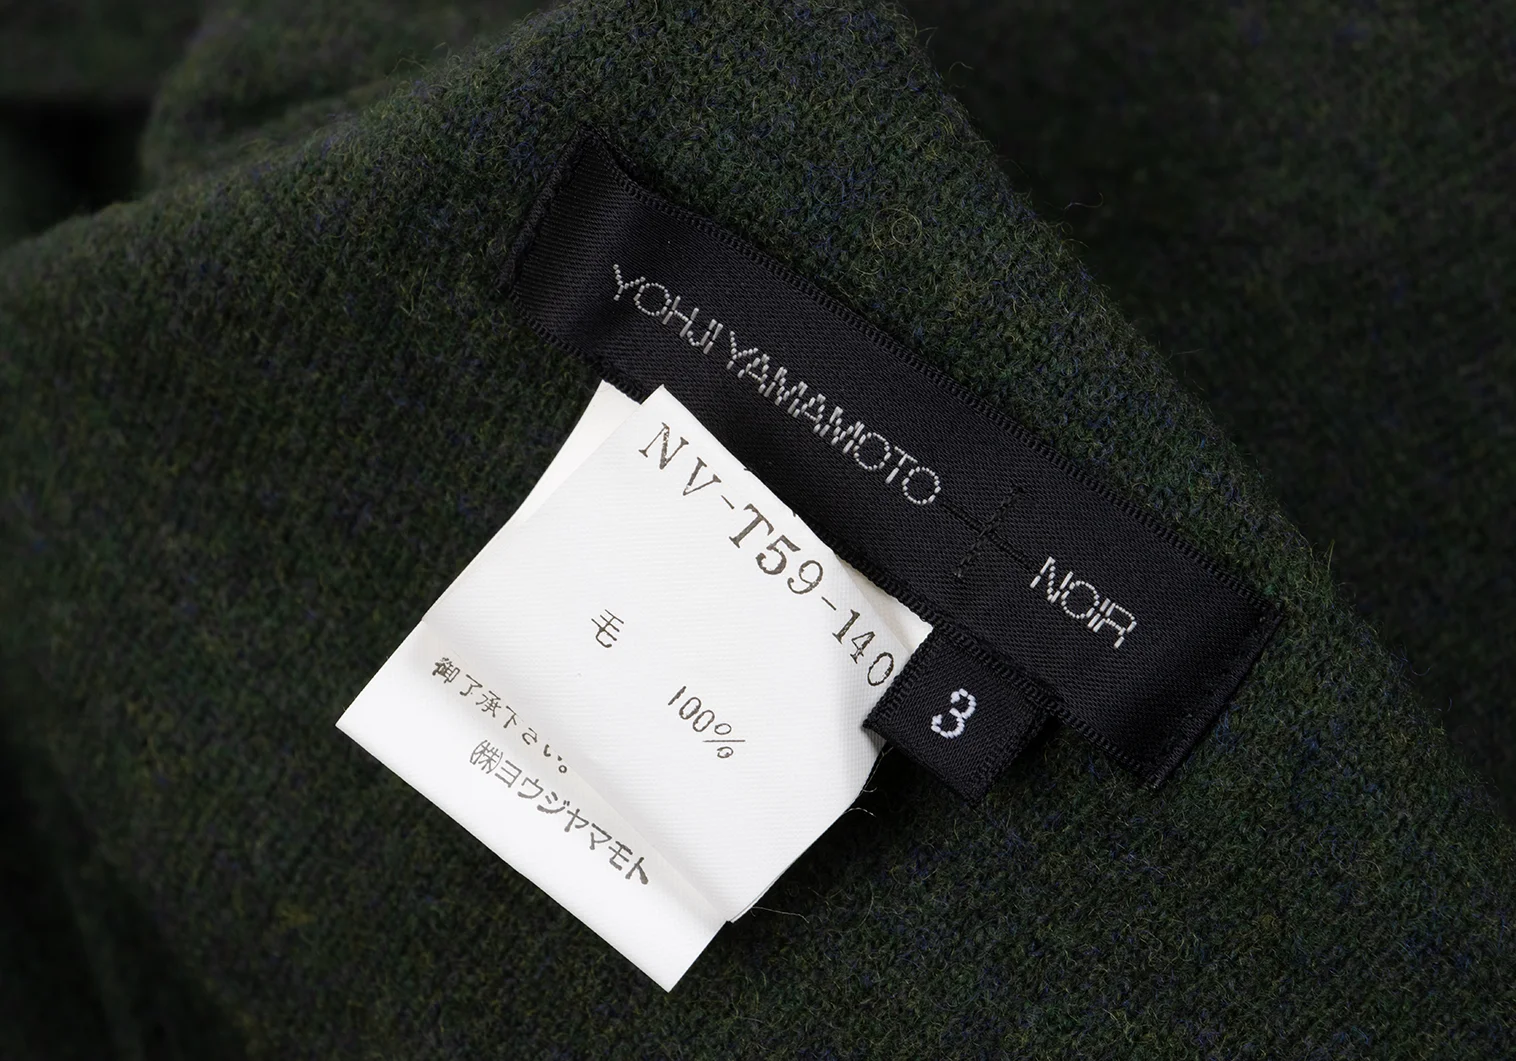 YOHJI YAMAMOTO NOIR
3
NV-T59-140
毛
100%
御了承下さい。
㈱ヨウジヤマモト